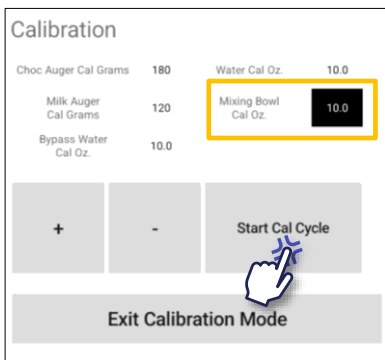 Calibration
Choc Auger Cal Grams 180 Water Cal Oz. 10.0
Milk Auger
Cal Grams
120
Mixing Bowl
Cal Oz.
10.0
Bypass Water
Cal Oz.
10.0
+ - Start Cal Cycle
Exit Calibration Mode